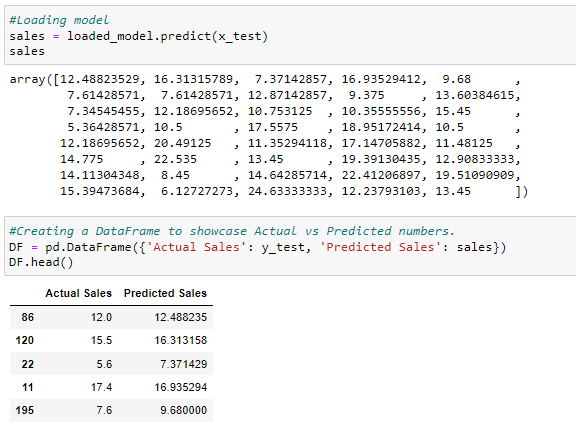 #Loading model
sales = loaded_model.predict(x_test)
sales
array([12.48823529, 16.31315789,  7.37142857, 16.93529412,  9.68      ,
        7.61428571,  7.61428571, 12.87142857,  9.375     , 13.60384615,
        7.34545455, 12.18695652, 10.753125  , 10.35555556, 15.45      ,
        5.36428571, 10.5      , 17.5575    , 18.95172414, 10.5      ,
       12.18695652, 20.49125  , 11.35294118, 17.14705882, 11.48125  ,
       14.775     , 22.535     , 13.45     , 19.39130435, 12.90833333,
       14.11304348,  8.45      , 14.64285714, 22.41206897, 19.51090909,
       15.39473684,  6.12727273, 24.63333333, 12.23793103, 13.45      ])
#Creating a DataFrame to showcase Actual vs Predicted numbers.
DF = pd.DataFrame({'Actual Sales': y_test, 'Predicted Sales': sales})
DF.head()
Actual Sales Predicted Sales
86 12.0 12.488235
120 15.5 16.313158
22 5.6 7.371429
11 17.4 16.935294
195 7.6 9.680000